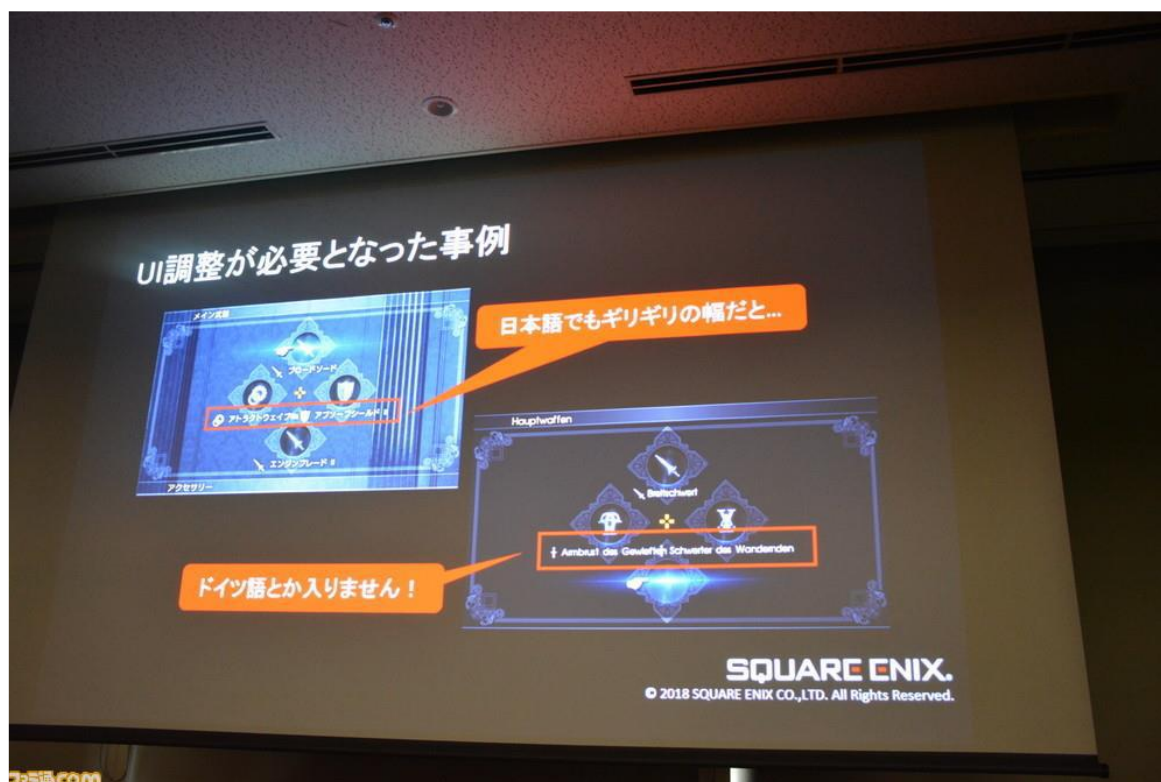 UI調整が必要となった事例
メイン武器
ブロードソード
アトラクトウェイブ アブソーブシールド II
エンジンブレード II
アクセサリー
日本語でもギリギリの幅だと...
Hauptwaffen
Breitschwert
Armbrust des Gewieften Schwerter des Wandernden
ドイツ語とか入りません！
SQUARE ENIX.
© 2018 SQUARE ENIX CO.,LTD. All Rights Reserved.
ファミ通.com